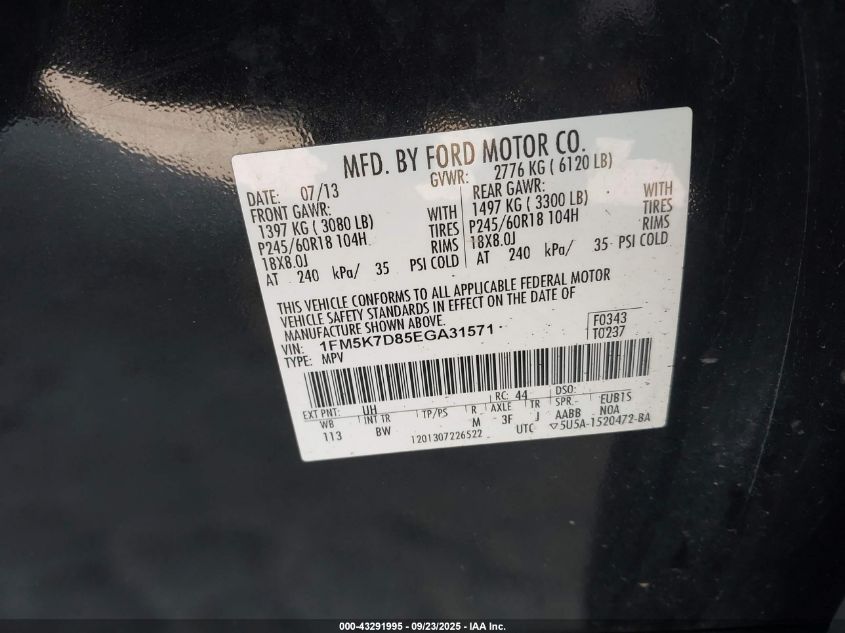 MFD. BY FORD MOTOR CO.
DATE: 07/13 GVWR: 2776 KG ( 6120 LB)
FRONT GAWR: REAR GAWR:
1397 KG ( 3080 LB) WITH 1497 KG ( 3300 LB) WITH
P245/60R18 104H TIRES P245/60R18 104H TIRES
18X8.0J RIMS 18X8.0J RIMS
AT 240 kPa/ 35 PSI COLD AT 240 kPa/ 35 PSI COLD
THIS VEHICLE CONFORMS TO ALL APPLICABLE FEDERAL MOTOR
VEHICLE SAFETY STANDARDS IN EFFECT ON THE DATE OF
MANUFACTURE SHOWN ABOVE.
VIN: 1FM5K7D85EGA31571 F0343
TYPE: MPV T0237
EXT PNT: UH RC: 44 DSO:
WB INT TR TP/PS R AXLE TR SPR EUB1S
113 BW M 3F J AABB NOA
1201307226522 UTC ▽5U5A-1520472-BA
000-43291995 - 09/23/2025 - IAA Inc.